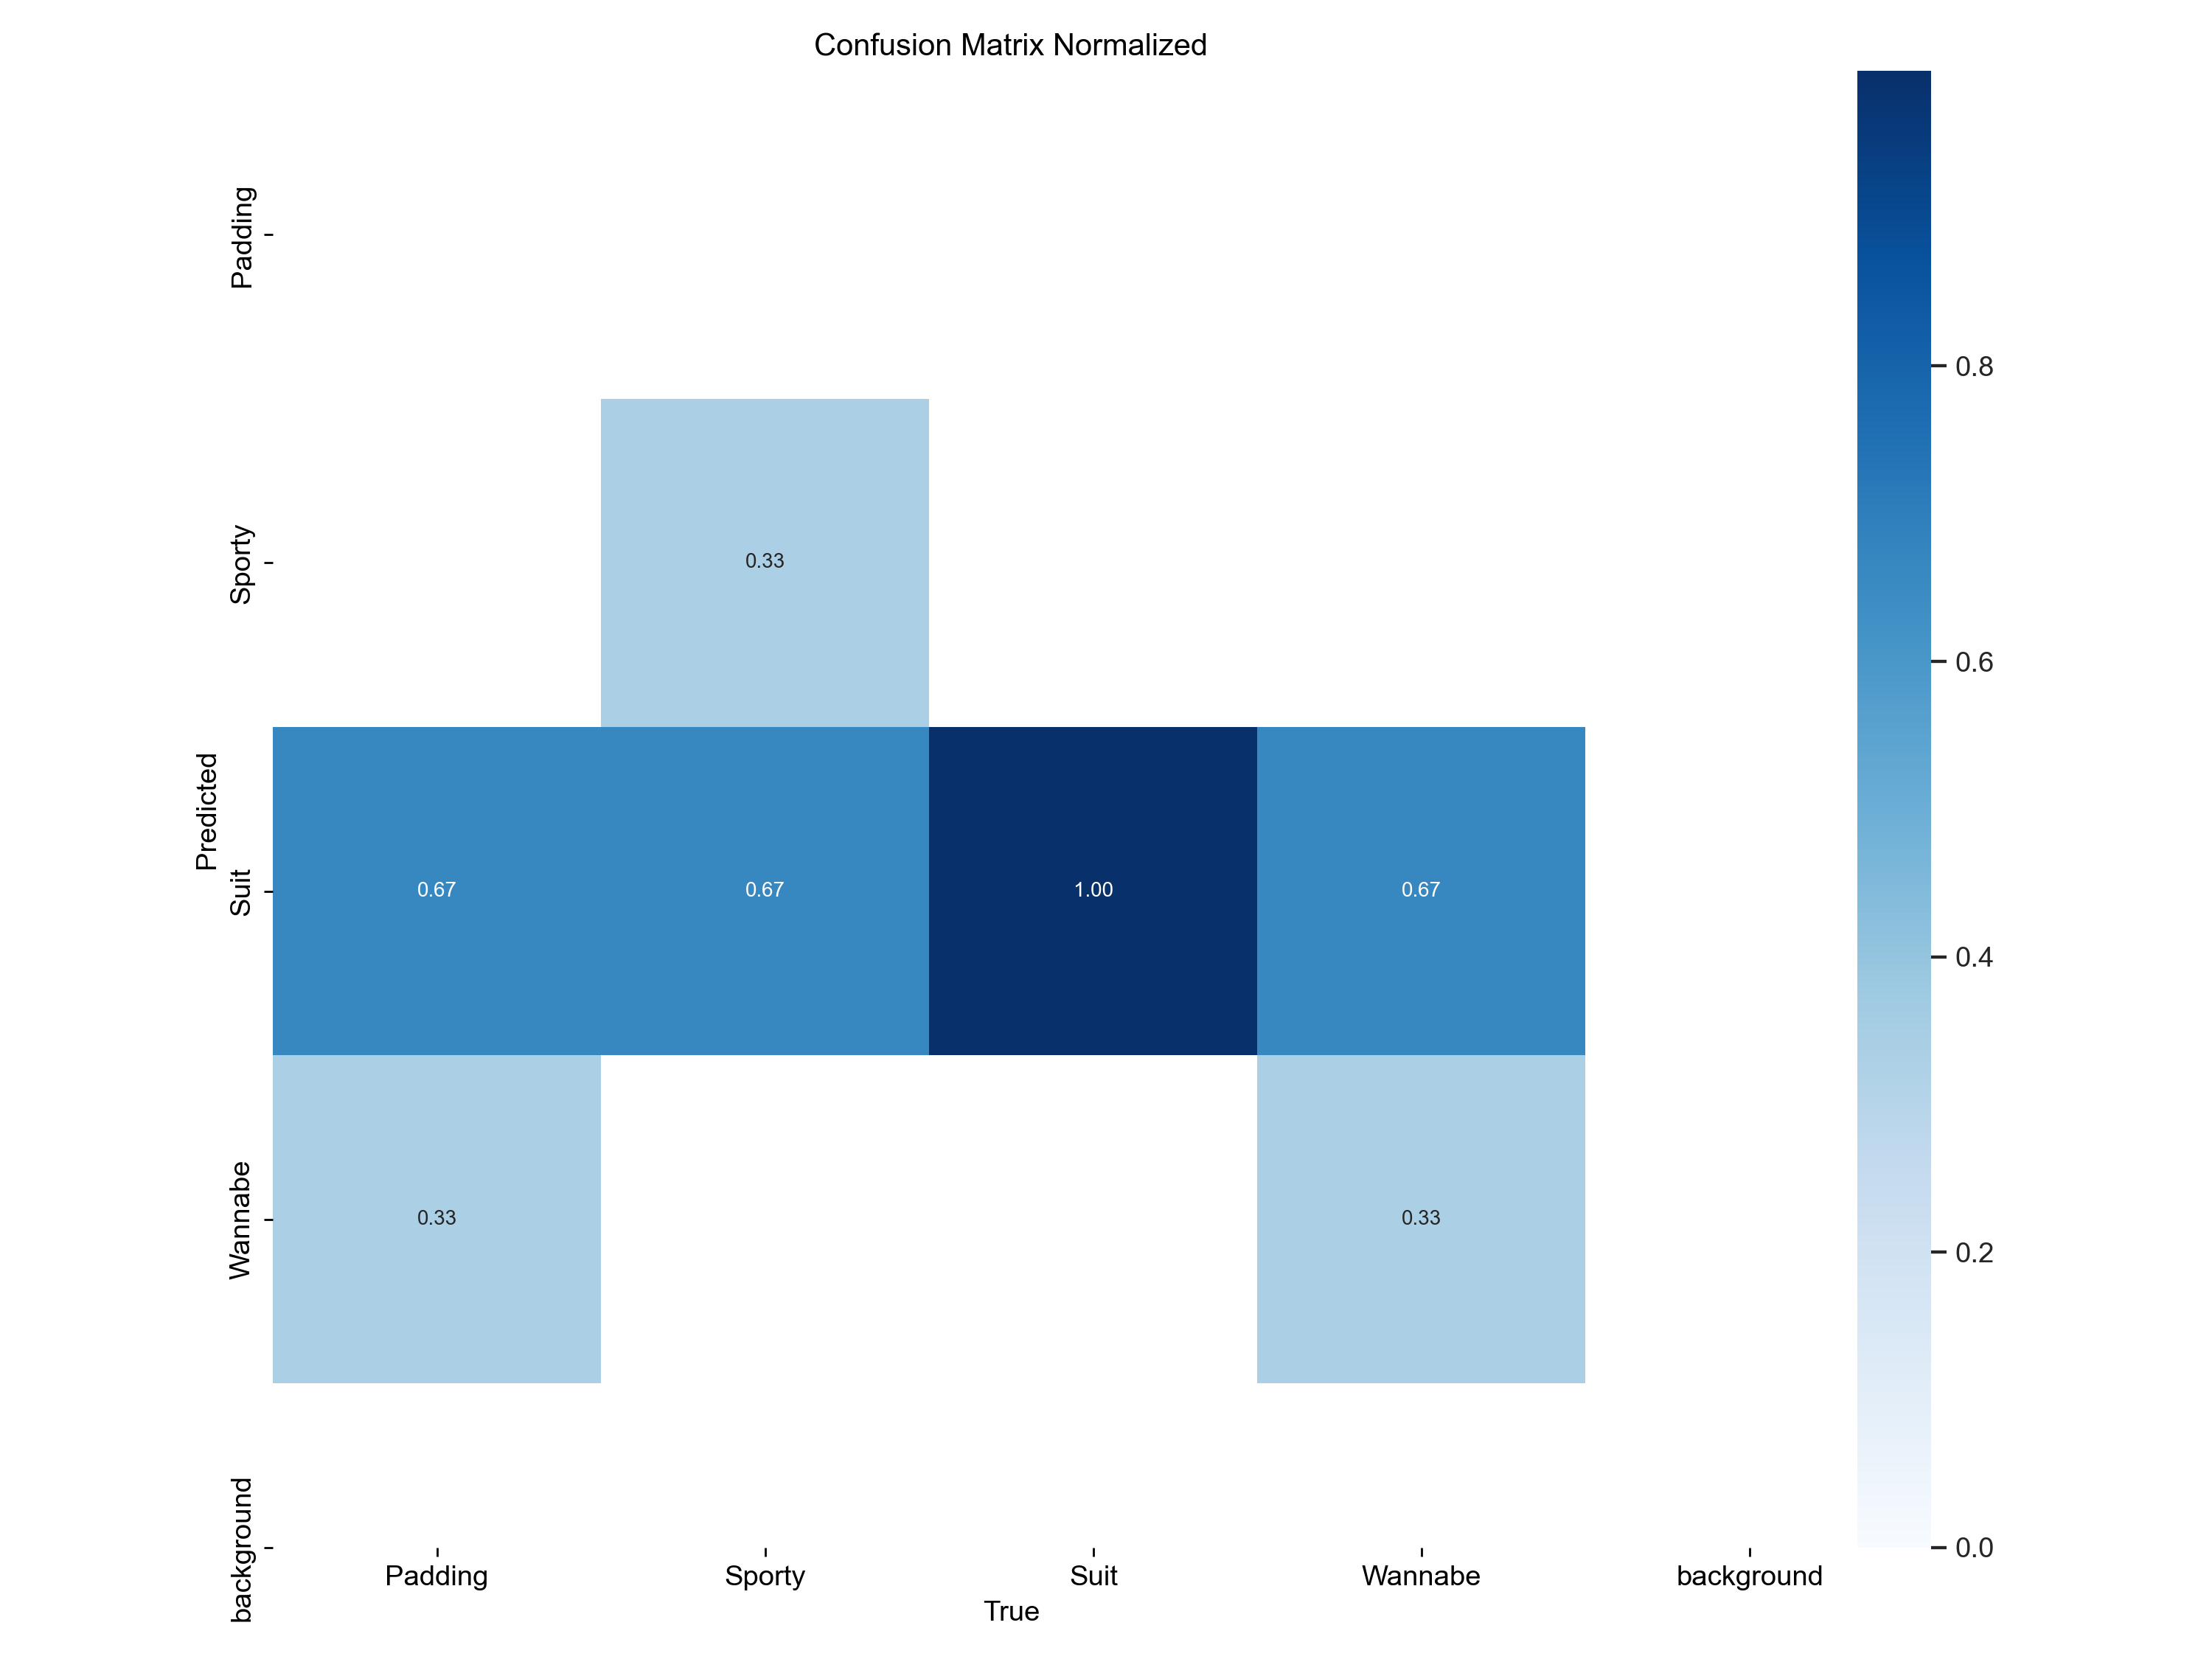 Confusion Matrix Normalized
Padding
Sporty
Suit
Wannabe
background
Predicted
0.33
0.67 0.67 1.00 0.67
0.33 0.33
Padding Sporty Suit Wannabe background
True
0.8
0.6
0.4
0.2
0.0